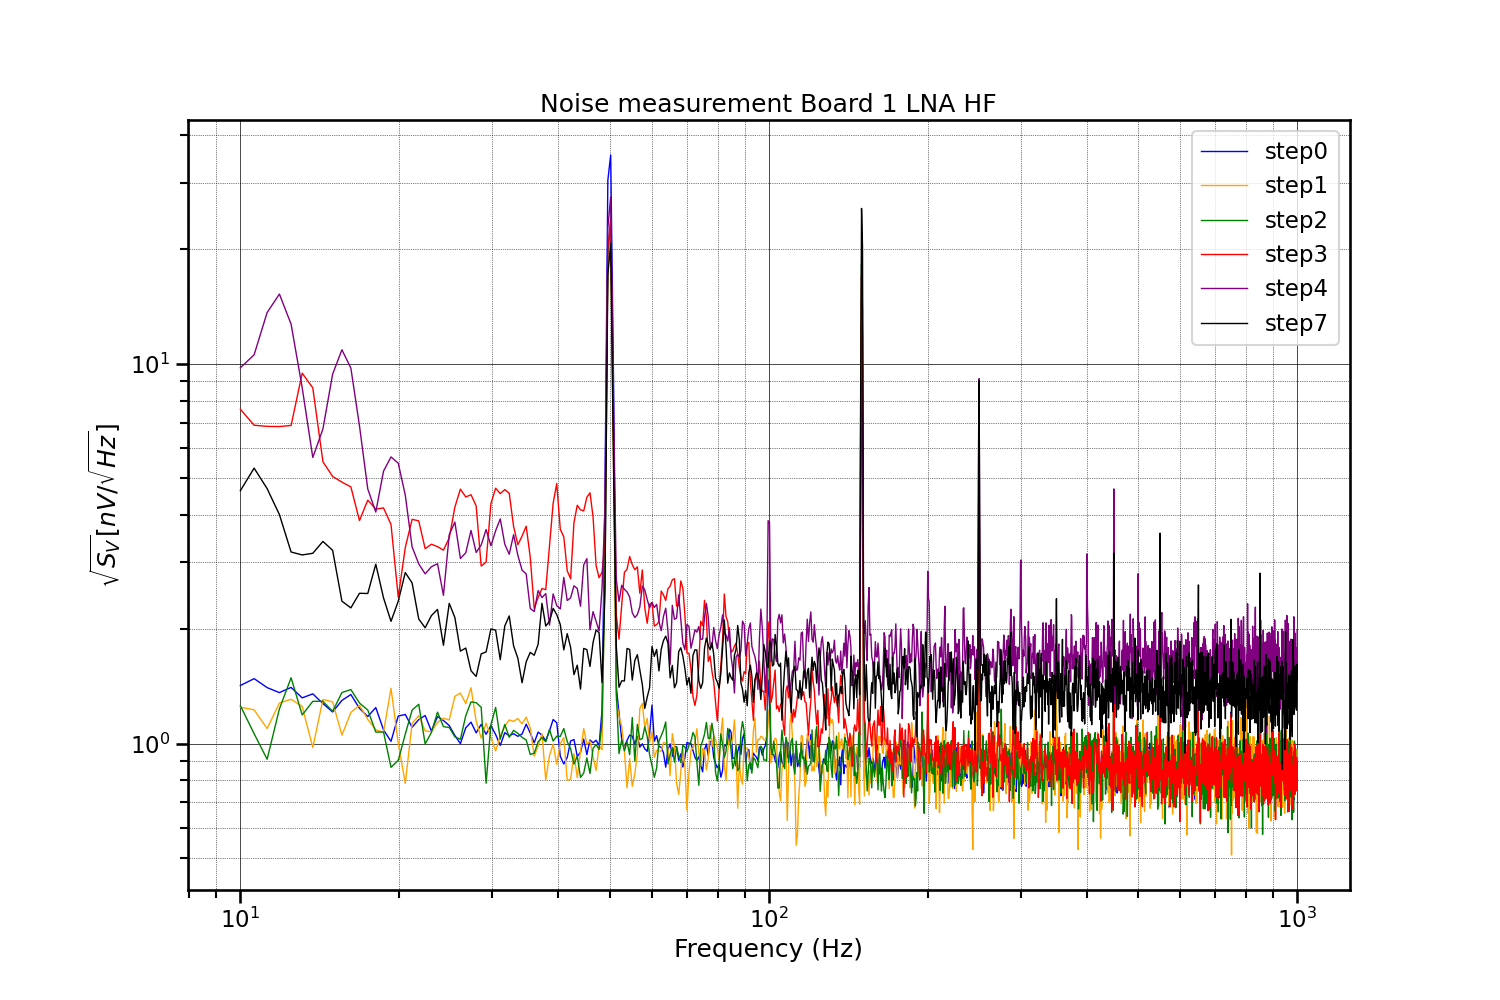 Noise measurement Board 1 LNA HF
step0
step1
step2
step3
step4
step7
10¹
10⁰
√S_V [nV/√Hz]
10¹ 10² 10³
Frequency (Hz)